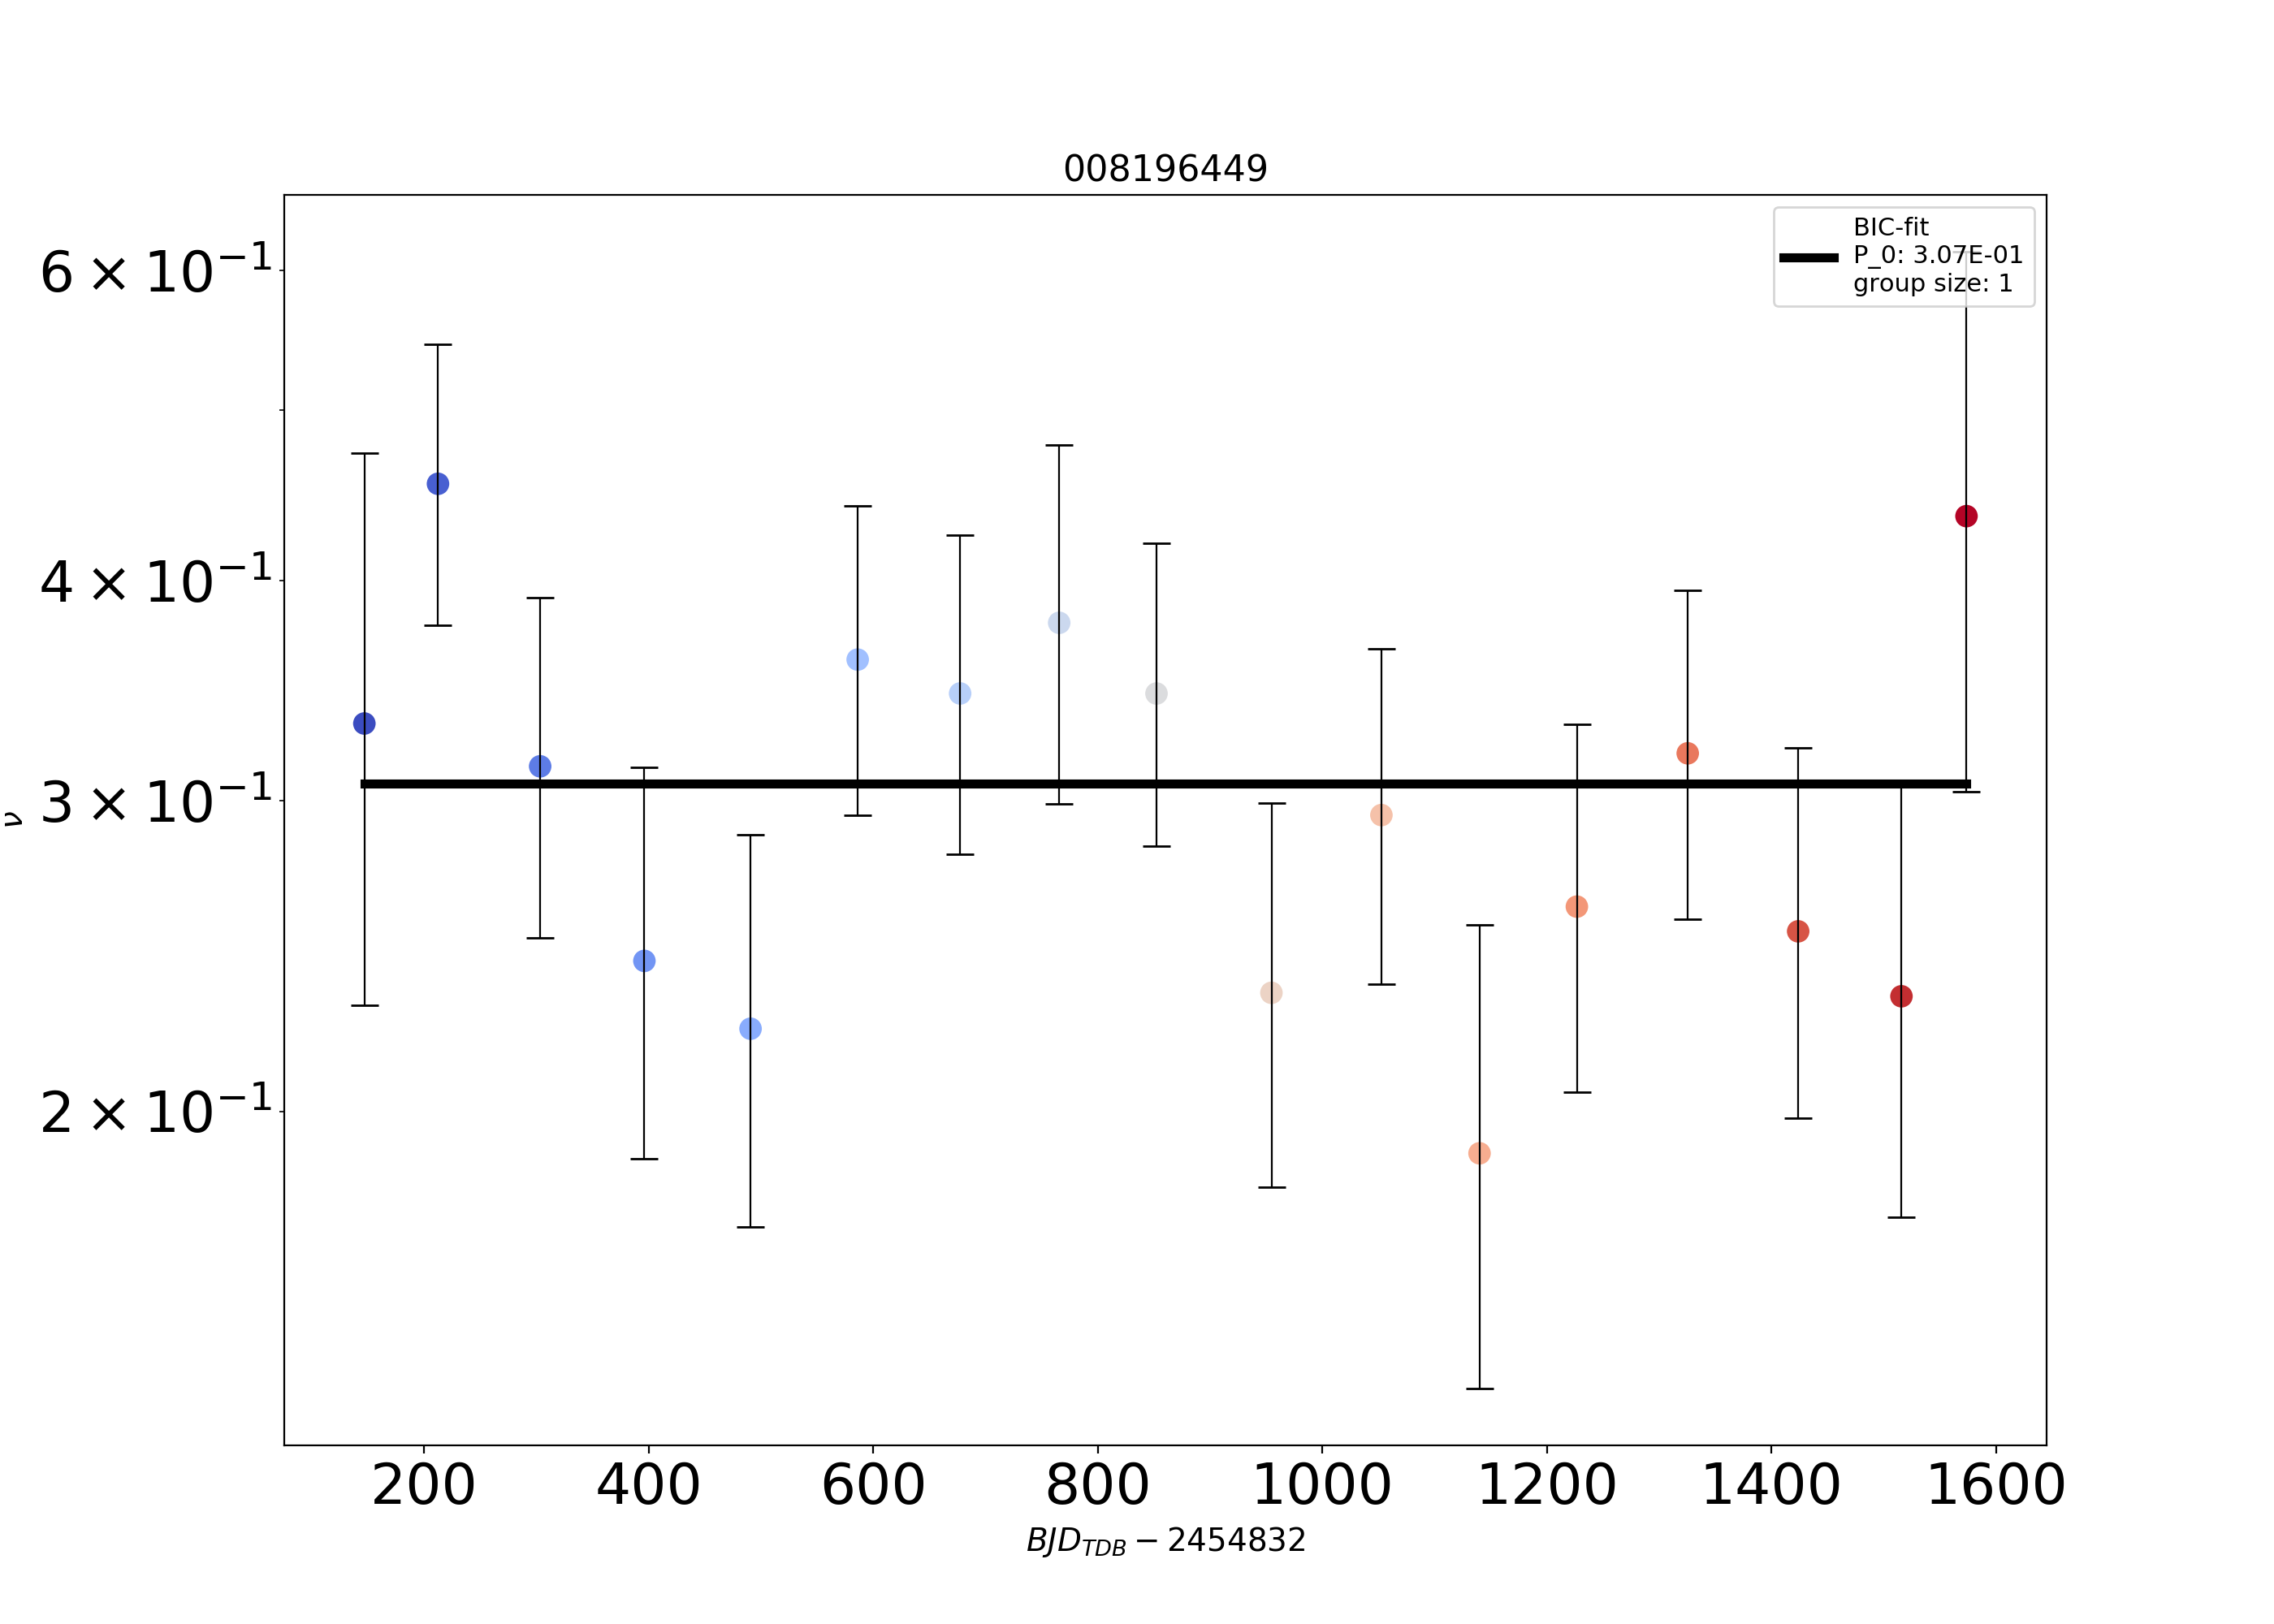 008196449
BIC-fit
P_0: 3.07E-01
group size: 1
6 × 10⁻¹
4 × 10⁻¹
3 × 10⁻¹
2 × 10⁻¹
ν
200 400 600 800 1000 1200 1400 1600
BJD_TDB − 2454832